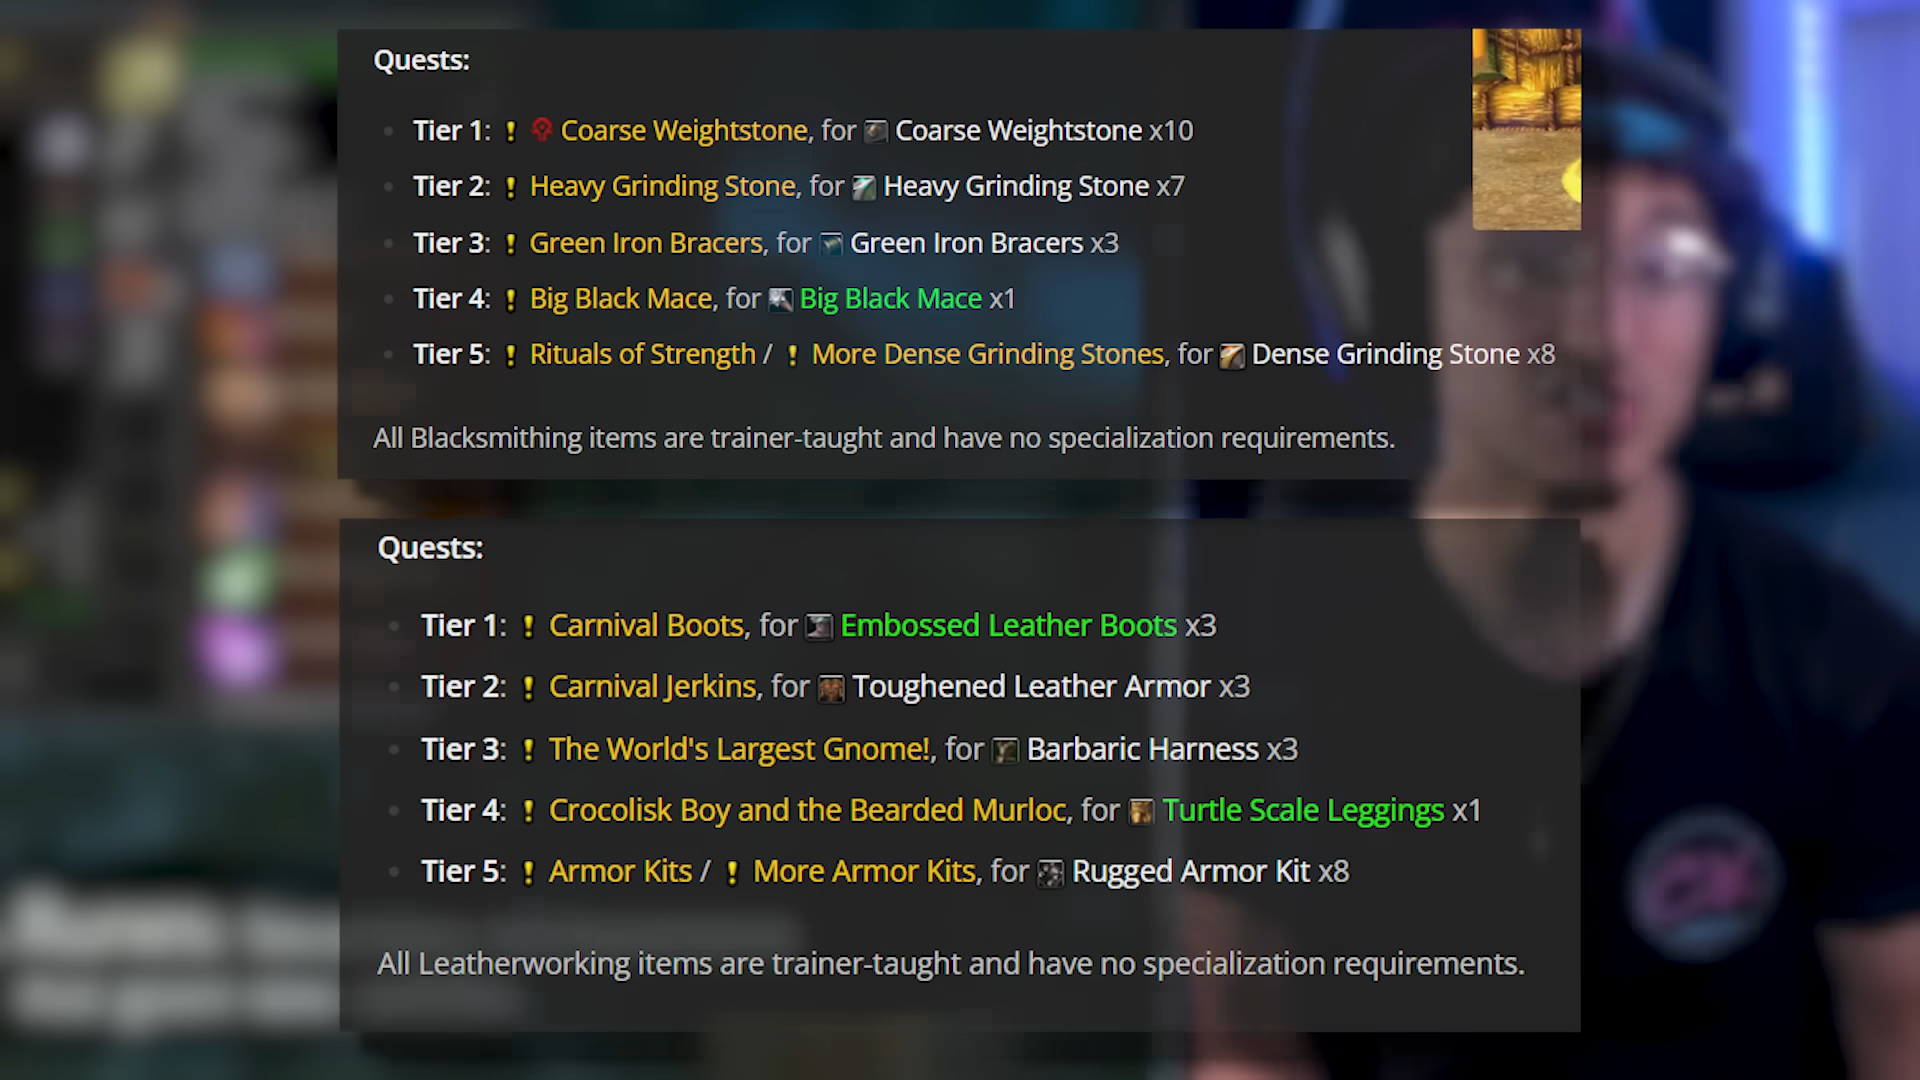 Quests:
Tier 1: Coarse Weightstone, for Coarse Weightstone x10
Tier 2: Heavy Grinding Stone, for Heavy Grinding Stone x7
Tier 3: Green Iron Bracers, for Green Iron Bracers x3
Tier 4: Big Black Mace, for Big Black Mace x1
Tier 5: Rituals of Strength / More Dense Grinding Stones, for Dense Grinding Stone x8
All Blacksmithing items are trainer-taught and have no specialization requirements.
Quests:
Tier 1: Carnival Boots, for Embossed Leather Boots x3
Tier 2: Carnival Jerkins, for Toughened Leather Armor x3
Tier 3: The World's Largest Gnome!, for Barbaric Harness x3
Tier 4: Crocolisk Boy and the Bearded Murloc, for Turtle Scale Leggings x1
Tier 5: Armor Kits / More Armor Kits, for Rugged Armor Kit x8
All Leatherworking items are trainer-taught and have no specialization requirements.